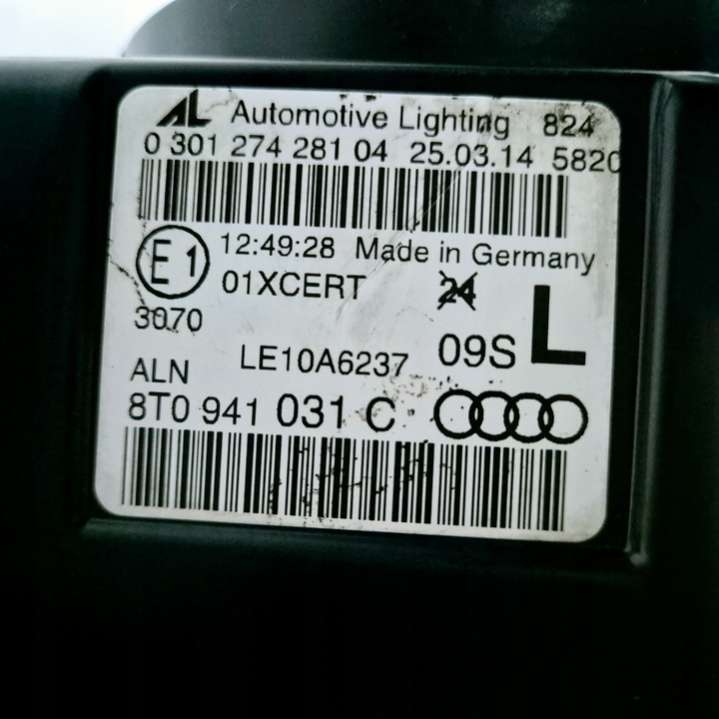 AL Automotive Lighting 824
0 301 274 281 04 25.03.14 5820
E1 12:49:28 Made in Germany
01XCERT 24
3070
09S L
LE10A6237
ALN
8T0 941 031 C